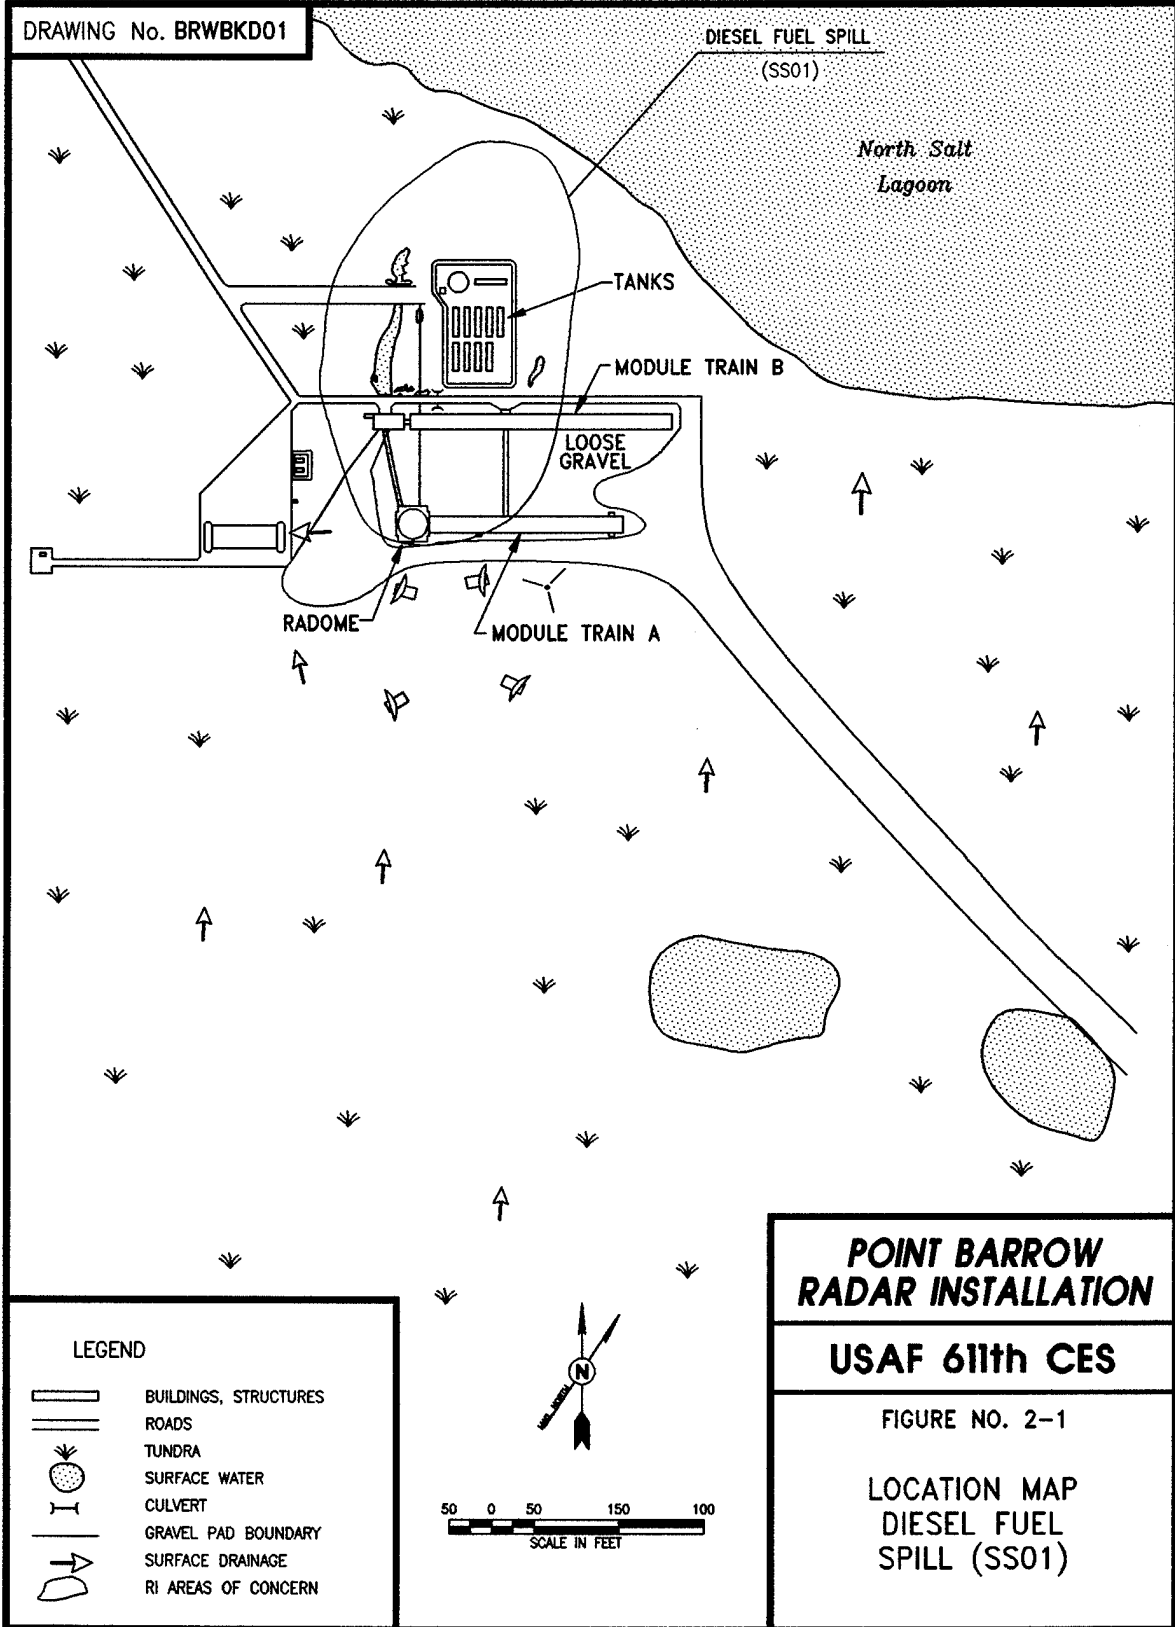 DRAWING No. BRWBKD01
DIESEL FUEL SPILL
(SS01)
North Salt
Lagoon
TANKS
MODULE TRAIN B
LOOSE
GRAVEL
RADOME
MODULE TRAIN A
LEGEND
BUILDINGS, STRUCTURES
ROADS
TUNDRA
SURFACE WATER
CULVERT
GRAVEL PAD BOUNDARY
SURFACE DRAINAGE
RI AREAS OF CONCERN
N
NORTH
50 0 50 150 100
SCALE IN FEET
POINT BARROW
RADAR INSTALLATION
USAF 611th CES
FIGURE NO. 2-1
LOCATION MAP
DIESEL FUEL
SPILL (SS01)